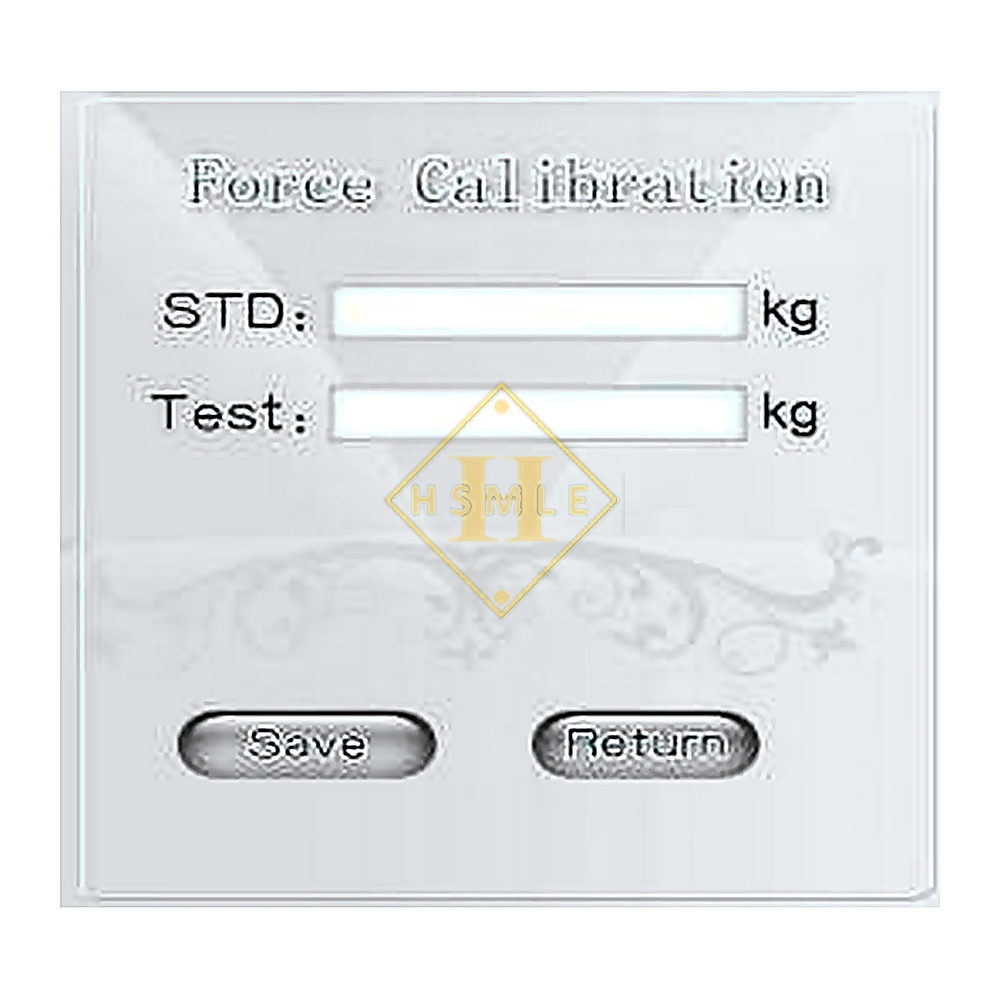 Force Calibration
STD: kg
Test: kg
HSMLE
H
Save Return